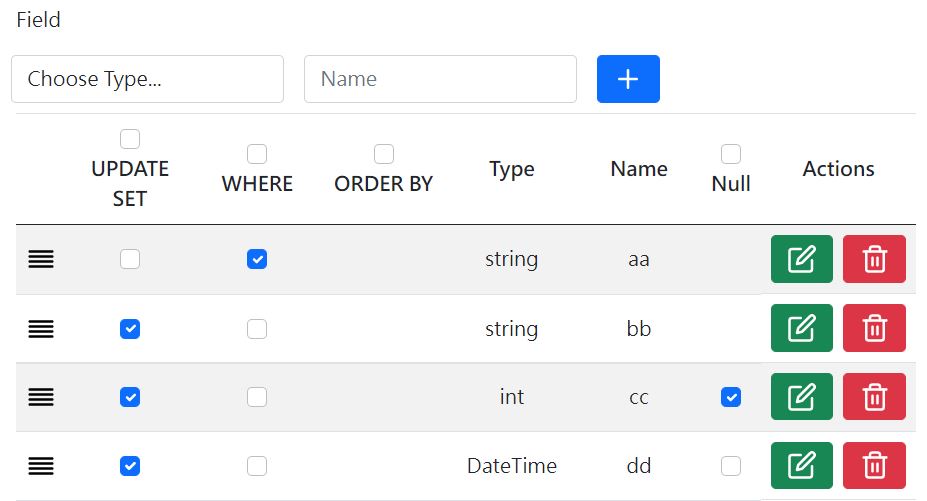 Field
Choose Type...
Name
UPDATE SET
WHERE
ORDER BY
Type
Name
Null
Actions
string aa
string bb
int cc
DateTime dd